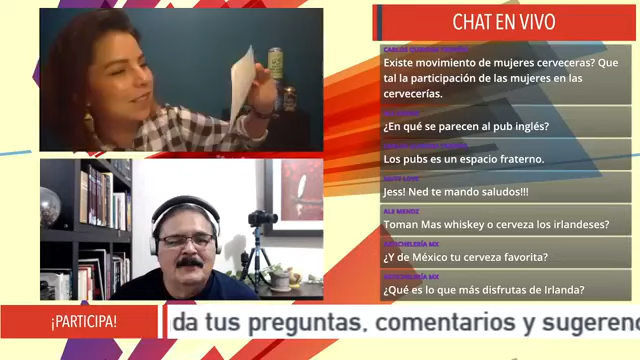 CHAT EN VIVO
Existe movimiento de mujeres cerveceras? Que
tal la participación de las mujeres en las
cervecerías.
¿En qué se parecen al pub inglés?
Los pubs es un espacio fraterno.
Jess! Ned te mando saludos!!!
ALE MENDZ
Toman Mas whiskey o cerveza los irlandeses?
¿Y de México tu cerveza favorita?
¿Qué es lo que más disfrutas de Irlanda?
¡PARTICIPA!
da tus preguntas, comentarios y sugeren